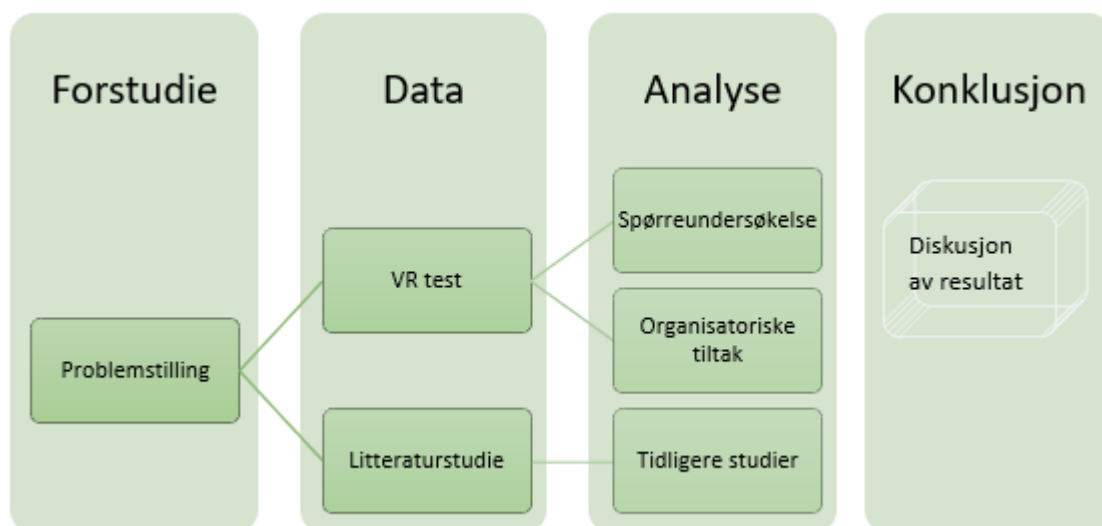 Forstudie
Problemstilling
Data
VR test
Litteraturstudie
Analyse
Spørreundersøkelse
Organisatoriske
tiltak
Tidligere studier
Konklusjon
Diskusjon
av resultat